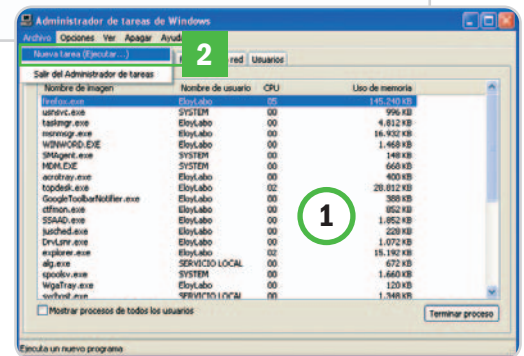 Administrador de tareas de Windows
Archivo Opciones Ver Apagar Ayud
Nueva tarea (Ejecutar...)
2
red Usuarios
Salir del Administrador de tareas
Nombre de imagen Nombre de usuario CPU Uso de memoria
firefox.exe EloyLabo 05 145.240 KB
usnsvc.exe SYSTEM 00 996 KB
taskmgr.exe EloyLabo 00 4.812 KB
msnmsgr.exe EloyLabo 00 16.932 KB
WINWORD.EXE EloyLabo 00 1.468 KB
SMAgent.exe SYSTEM 00 148 KB
MDM.EXE SYSTEM 00 668 KB
acrotray.exe EloyLabo 00 400 KB
topdesk.exe EloyLabo 02 28.812 KB
GoogleToolbarNotifier.exe EloyLabo 00 388 KB
ctfmon.exe EloyLabo 00 852 KB
SSAAD.exe EloyLabo 00 1.852 KB
jusched.exe EloyLabo 00 220 KB
DrvLsnr.exe EloyLabo 00 1.072 KB
explorer.exe EloyLabo 02 15.192 KB
alg.exe SERVICIO LOCAL 00 672 KB
spoolsv.exe SYSTEM 00 1.660 KB
WgaTray.exe EloyLabo 00 120 KB
svchost.exe SERVICIO LOCAL 00 1.348 KB
1
Mostrar procesos de todos los usuarios
Terminar proceso
Ejecuta un nuevo programa